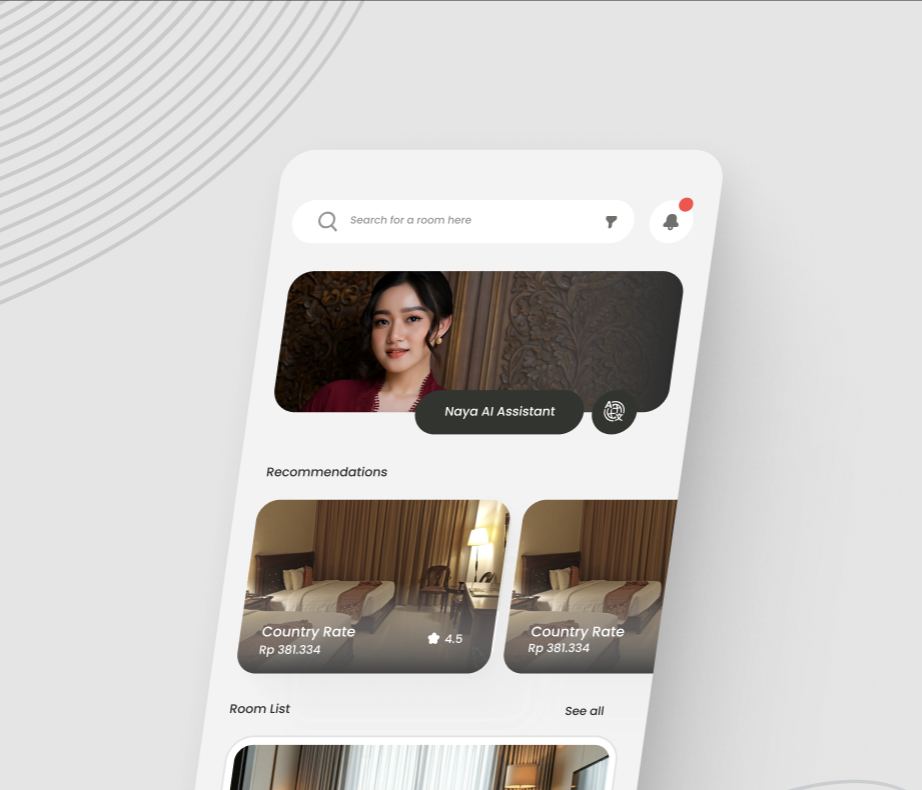 Search for a room here
Naya AI Assistant
Recommendations
Country Rate
Rp 381.334
4.5
Country Rate
Rp 381.334
Room List
See all